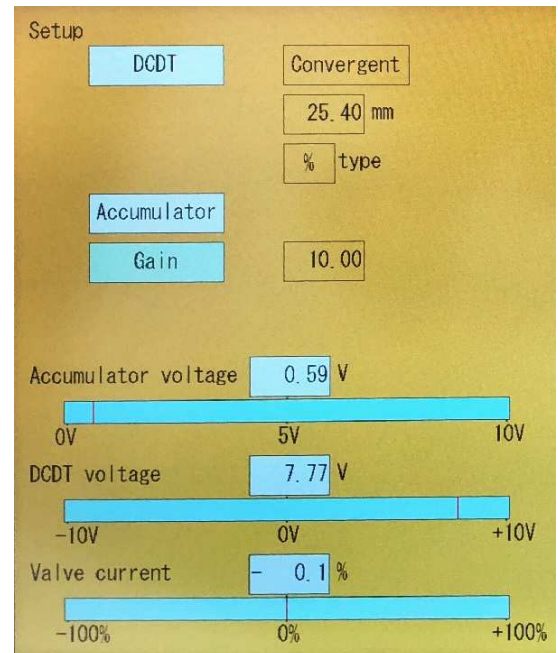 Setup
DCDT Convergent
25.40 mm
% type
Accumulator
Gain 10.00
Accumulator voltage 0.59 V
0V 5V 10V
DCDT voltage 7.77 V
-10V 0V +10V
Valve current - 0.1 %
-100% 0% +100%